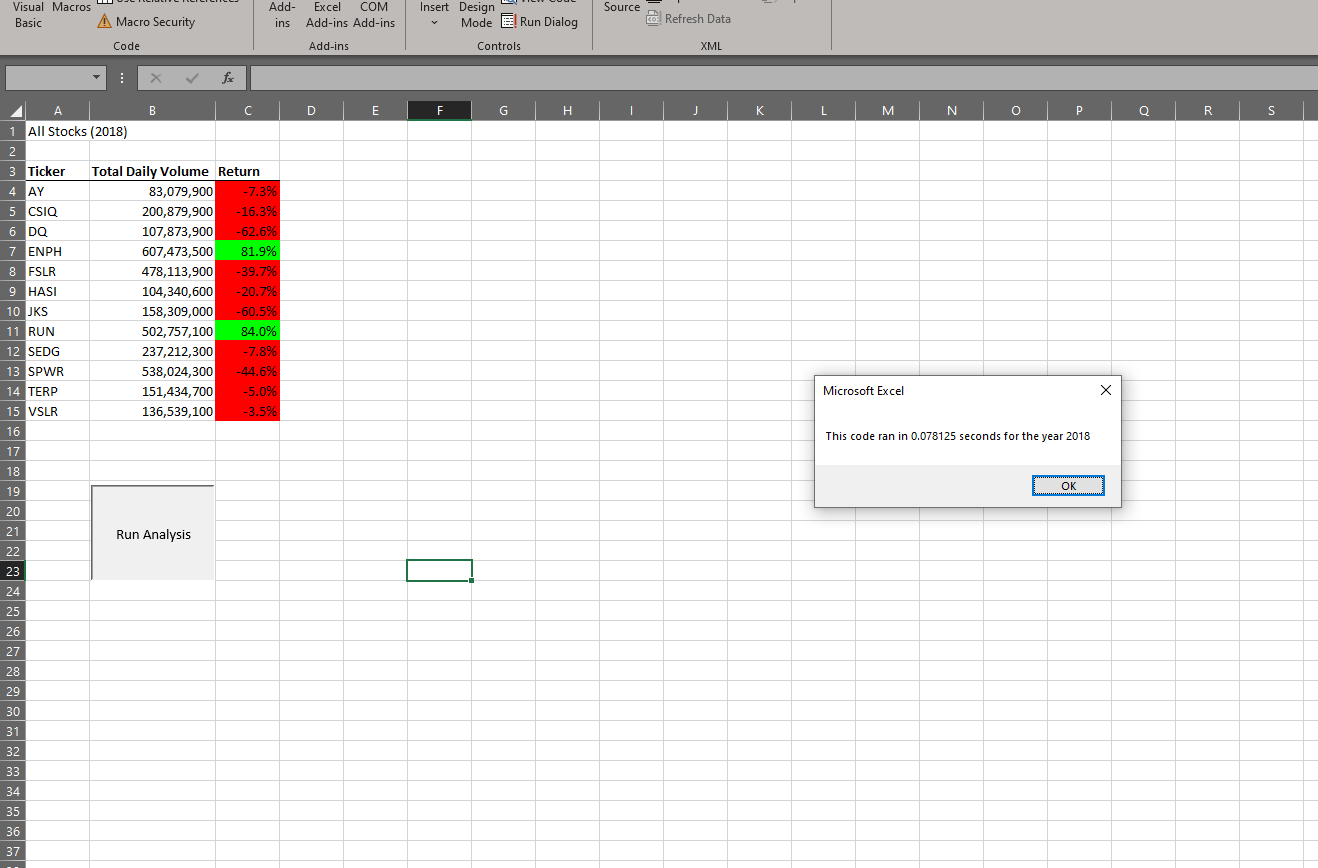 Visual Basic
Macros
Use Relative References
Macro Security
Code
Add-ins
Excel Add-ins
COM Add-ins
Add-ins
Insert
Design Mode
View Code
Run Dialog
Controls
Source
Refresh Data
XML
fx
A B C D E F G H I J K L M N O P Q R S
1 All Stocks (2018)
2
3 Ticker Total Daily Volume Return
4 AY 83,079,900 -7.3%
5 CSIQ 200,879,900 -16.3%
6 DQ 107,873,900 -62.6%
7 ENPH 607,473,500 81.9%
8 FSLR 478,113,900 -39.7%
9 HASI 104,340,600 -20.7%
10 JKS 158,309,000 -60.5%
11 RUN 502,757,100 84.0%
12 SEDG 237,212,300 -7.8%
13 SPWR 538,024,300 -44.6%
14 TERP 151,434,700 -5.0%
15 VSLR 136,539,100 -3.5%
16
17
18
19
20
21
22
23
24
25
26
27
28
29
30
31
32
33
34
35
36
37
Run Analysis
Microsoft Excel
This code ran in 0.078125 seconds for the year 2018
OK